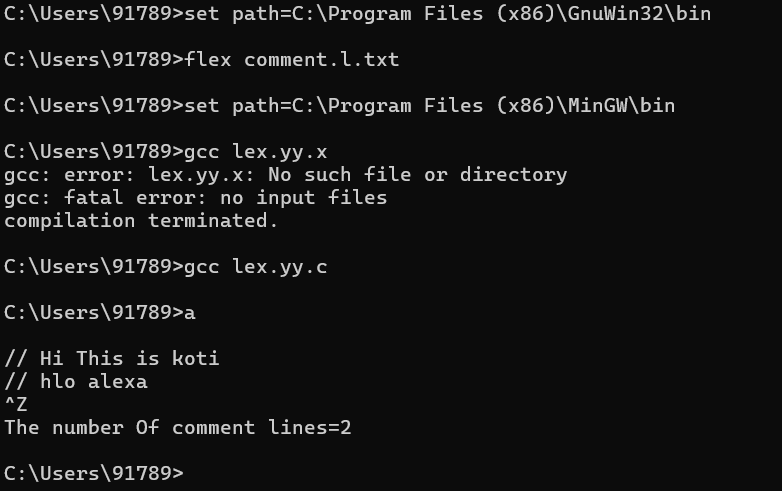 C:\Users\91789>set path=C:\Program Files (x86)\GnuWin32\bin
C:\Users\91789>flex comment.l.txt
C:\Users\91789>set path=C:\Program Files (x86)\MinGW\bin
C:\Users\91789>gcc lex.yy.x
gcc: error: lex.yy.x: No such file or directory
gcc: fatal error: no input files
compilation terminated.
C:\Users\91789>gcc lex.yy.c
C:\Users\91789>a
// Hi This is koti
// hlo alexa
^Z
The number Of comment lines=2
C:\Users\91789>